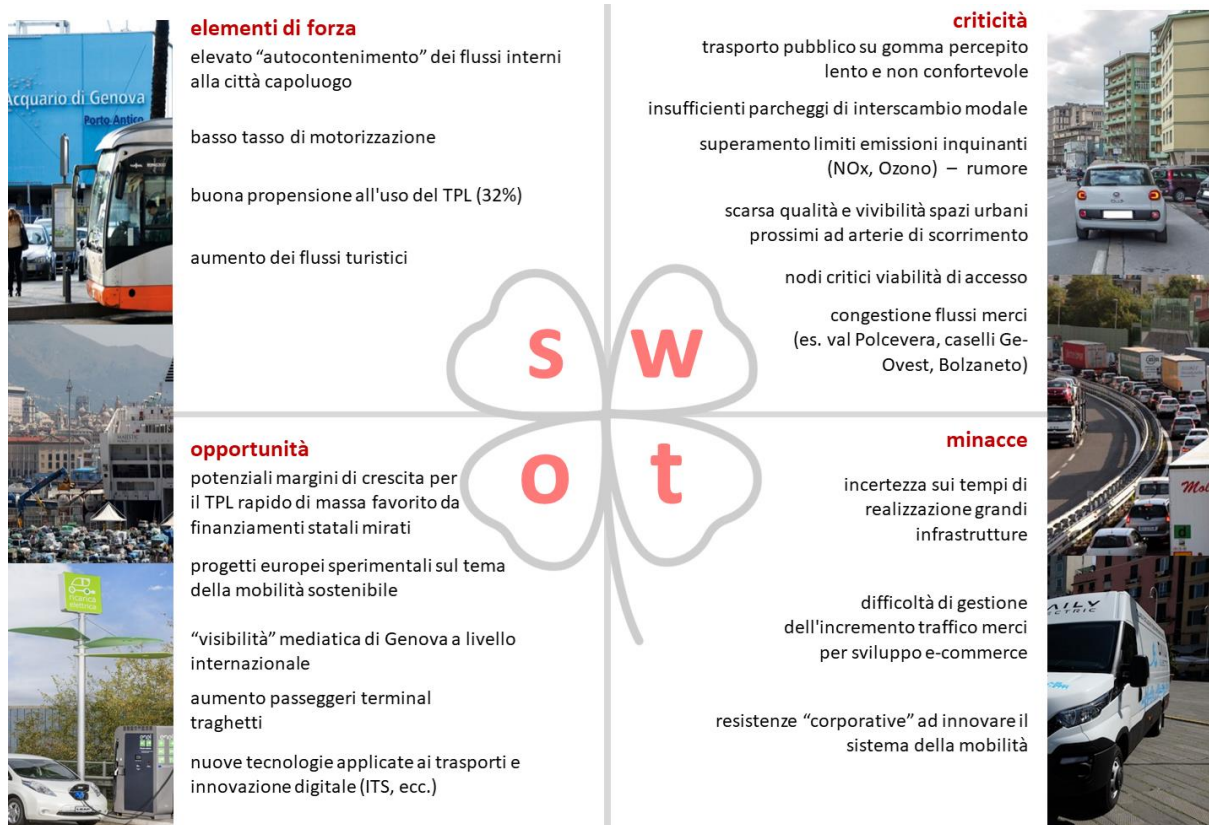 elementi di forza
elevato “autocontenimento” dei flussi interni
alla città capoluogo
basso tasso di motorizzazione
buona propensione all'uso del TPL (32%)
aumento dei flussi turistici
criticità
trasporto pubblico su gomma percepito
lento e non confortevole
insufficienti parcheggi di interscambio modale
superamento limiti emissioni inquinanti
(NOx, Ozono) – rumore
scarsa qualità e vivibilità spazi urbani
prossimi ad arterie di scorrimento
nodi critici viabilità di accesso
congestione flussi merci
(es. val Polcevera, caselli Ge-
Ovest, Bolzaneto)
s
w
o
t
opportunità
potenziali margini di crescita per
il TPL rapido di massa favorito da
finanziamenti statali mirati
progetti europei sperimentali sul tema
della mobilità sostenibile
“visibilità” mediatica di Genova a livello
internazionale
aumento passeggeri terminal
traghetti
nuove tecnologie applicate ai trasporti e
innovazione digitale (ITS, ecc.)
minacce
incertezza sui tempi di
realizzazione grandi
infrastrutture
difficoltà di gestione
dell'incremento traffico merci
per sviluppo e-commerce
resistenze “corporative” ad innovare il
sistema della mobilità
Acquario di Genova
Porto Antico
ricarica
elettrica